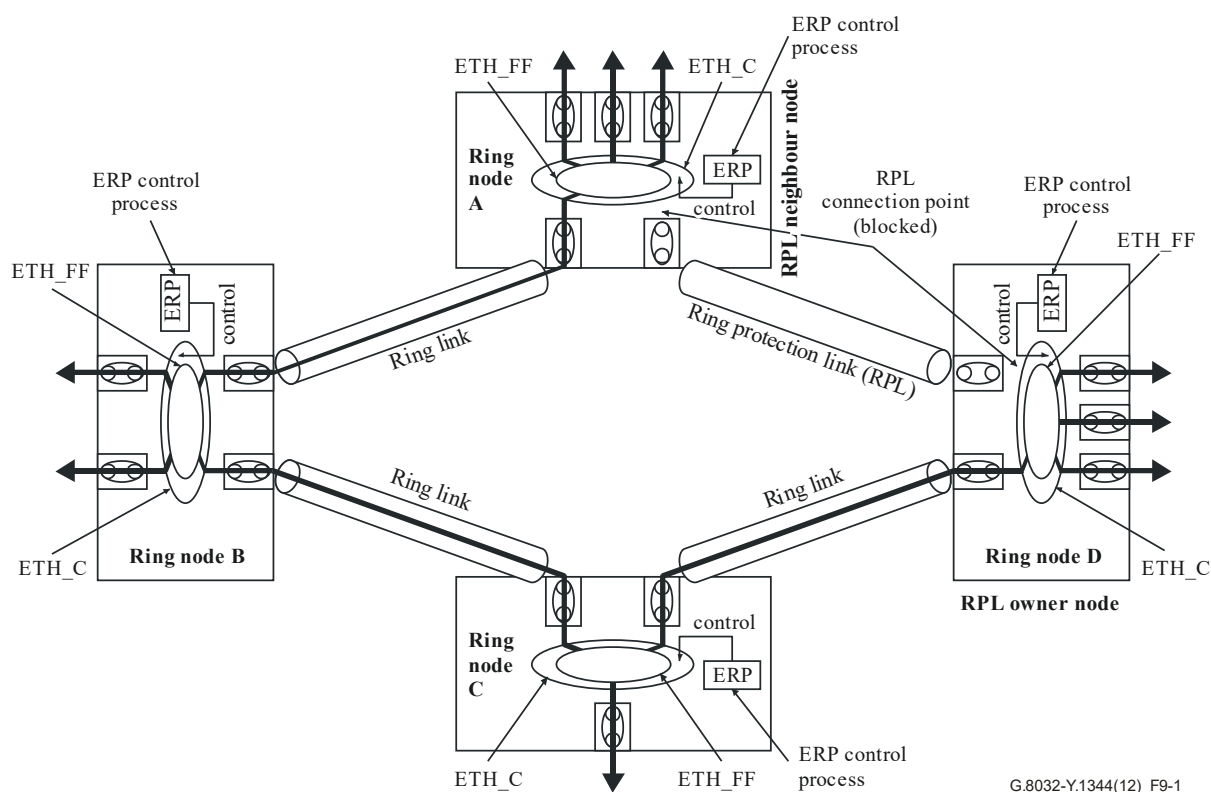 ERP control
process
ETH_FF
ETH_C
Ring
node
A
ERP
control
RPL neighbour node
RPL
connection point
(blocked)
ERP control
process
ETH_FF
ERP control
process
ETH_FF
ERP
control
ERP
control
Ring link
Ring protection link (RPL)
Ring link
Ring link
Ring node B
ETH_C
Ring node D
ETH_C
RPL owner node
Ring
node
C
control
ERP
ETH_C
ETH_FF
ERP control
process
G.8032-Y.1344(12)_F9-1